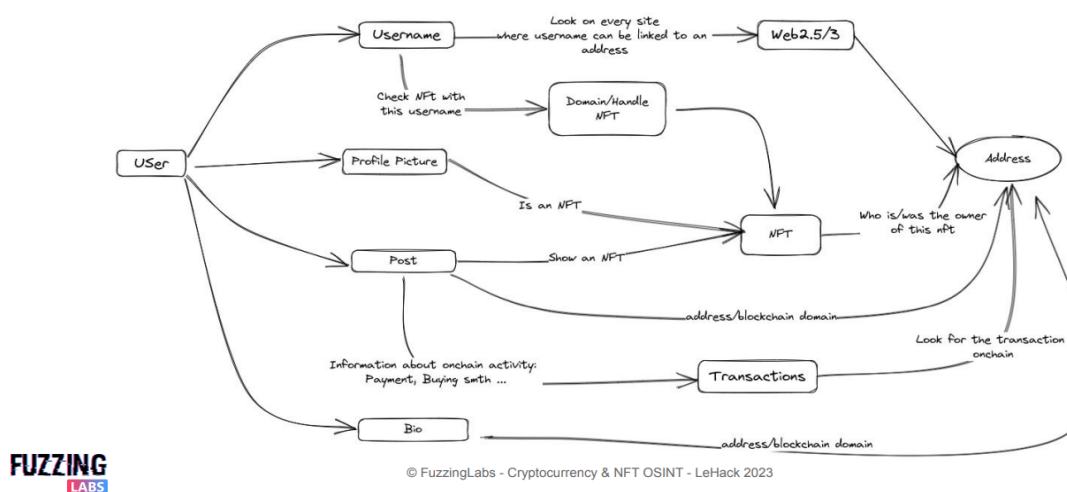 Look on every site
where username can be linked to an
address
Username
Web2.5/3
Check NFt with
this username
Domain/Handle
NFT
USer
Profile Picture
Address
Is an NFT
Who is/was the owner
of this nft
NFT
Post
Show an NFT
address/blockchain domain
Look for the transaction
onchain
Information about onchain activity:
Payment, Buying smth ...
Transactions
Bio
address/blockchain domain
FUZZING
LABS
© FuzzingLabs - Cryptocurrency & NFT OSINT - LeHack 2023